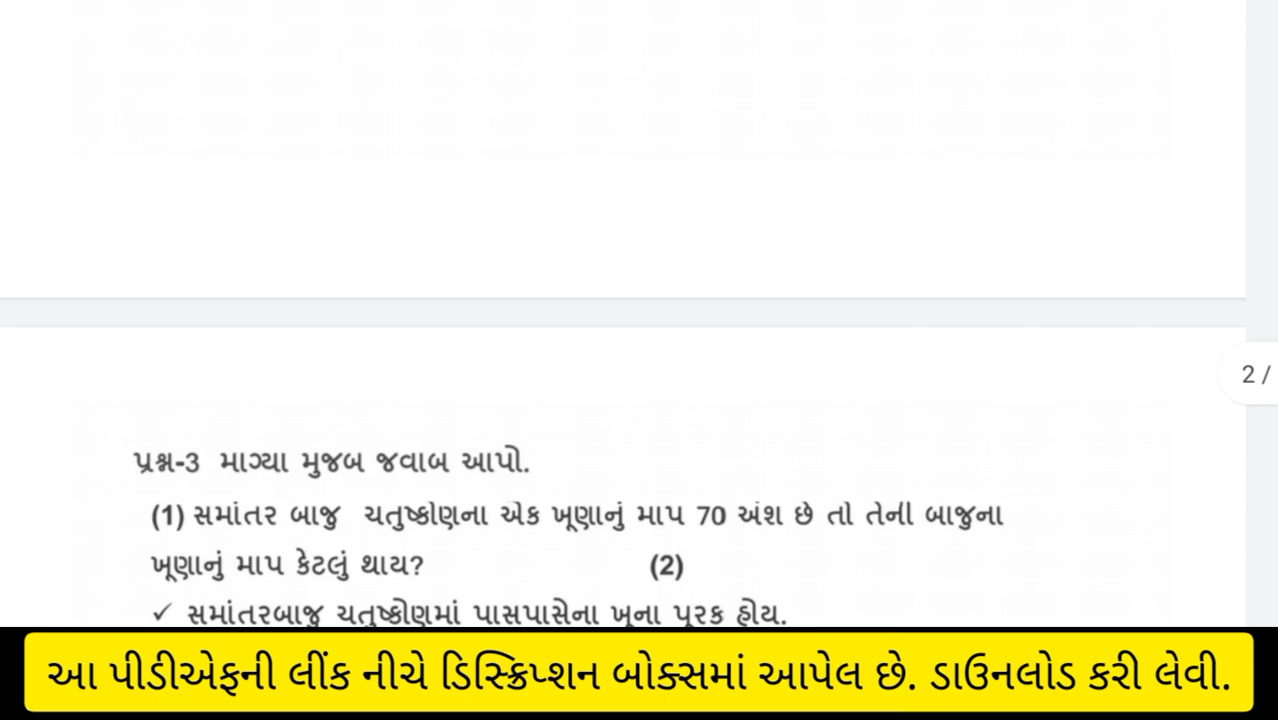 2 /
પ્રશ્ન-3 માગ્યા મુજબ જવાબ આપો.
(1) સમાંતર બાજુ ચતુષ્કોણના એક ખૂણાનું માપ 70 અંશ છે તો તેની બાજુના
ખૂણાનું માપ કેટલું થાય? (2)
✓ સમાંતરબાજુ ચતુષ્કોણમાં પાસપાસેના ખૂના પૂરક હોય.
આ પીડીએફની લીંક નીચે ડિસ્ક્રિપ્શન બોક્સમાં આપેલ છે. ડાઉનલોડ કરી લેવી.